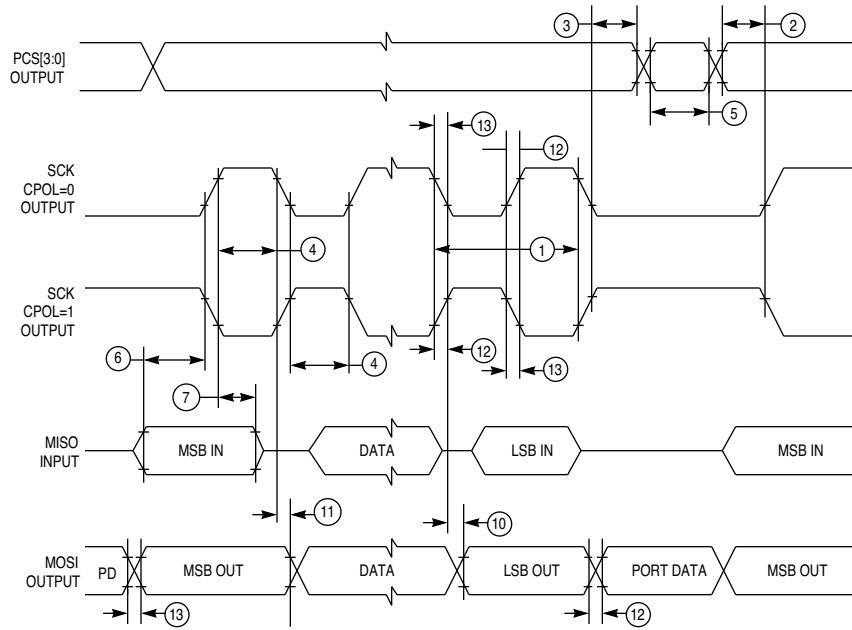 3
2
PCS[3:0]
OUTPUT
5
13
12
SCK
CPOL=0
OUTPUT
4
1
SCK
CPOL=1
OUTPUT
6
4
12
13
7
MISO
INPUT
MSB IN
DATA
LSB IN
MSB IN
11
10
MOSI
OUTPUT
PD
MSB OUT
DATA
LSB OUT
PORT DATA
MSB OUT
13
12